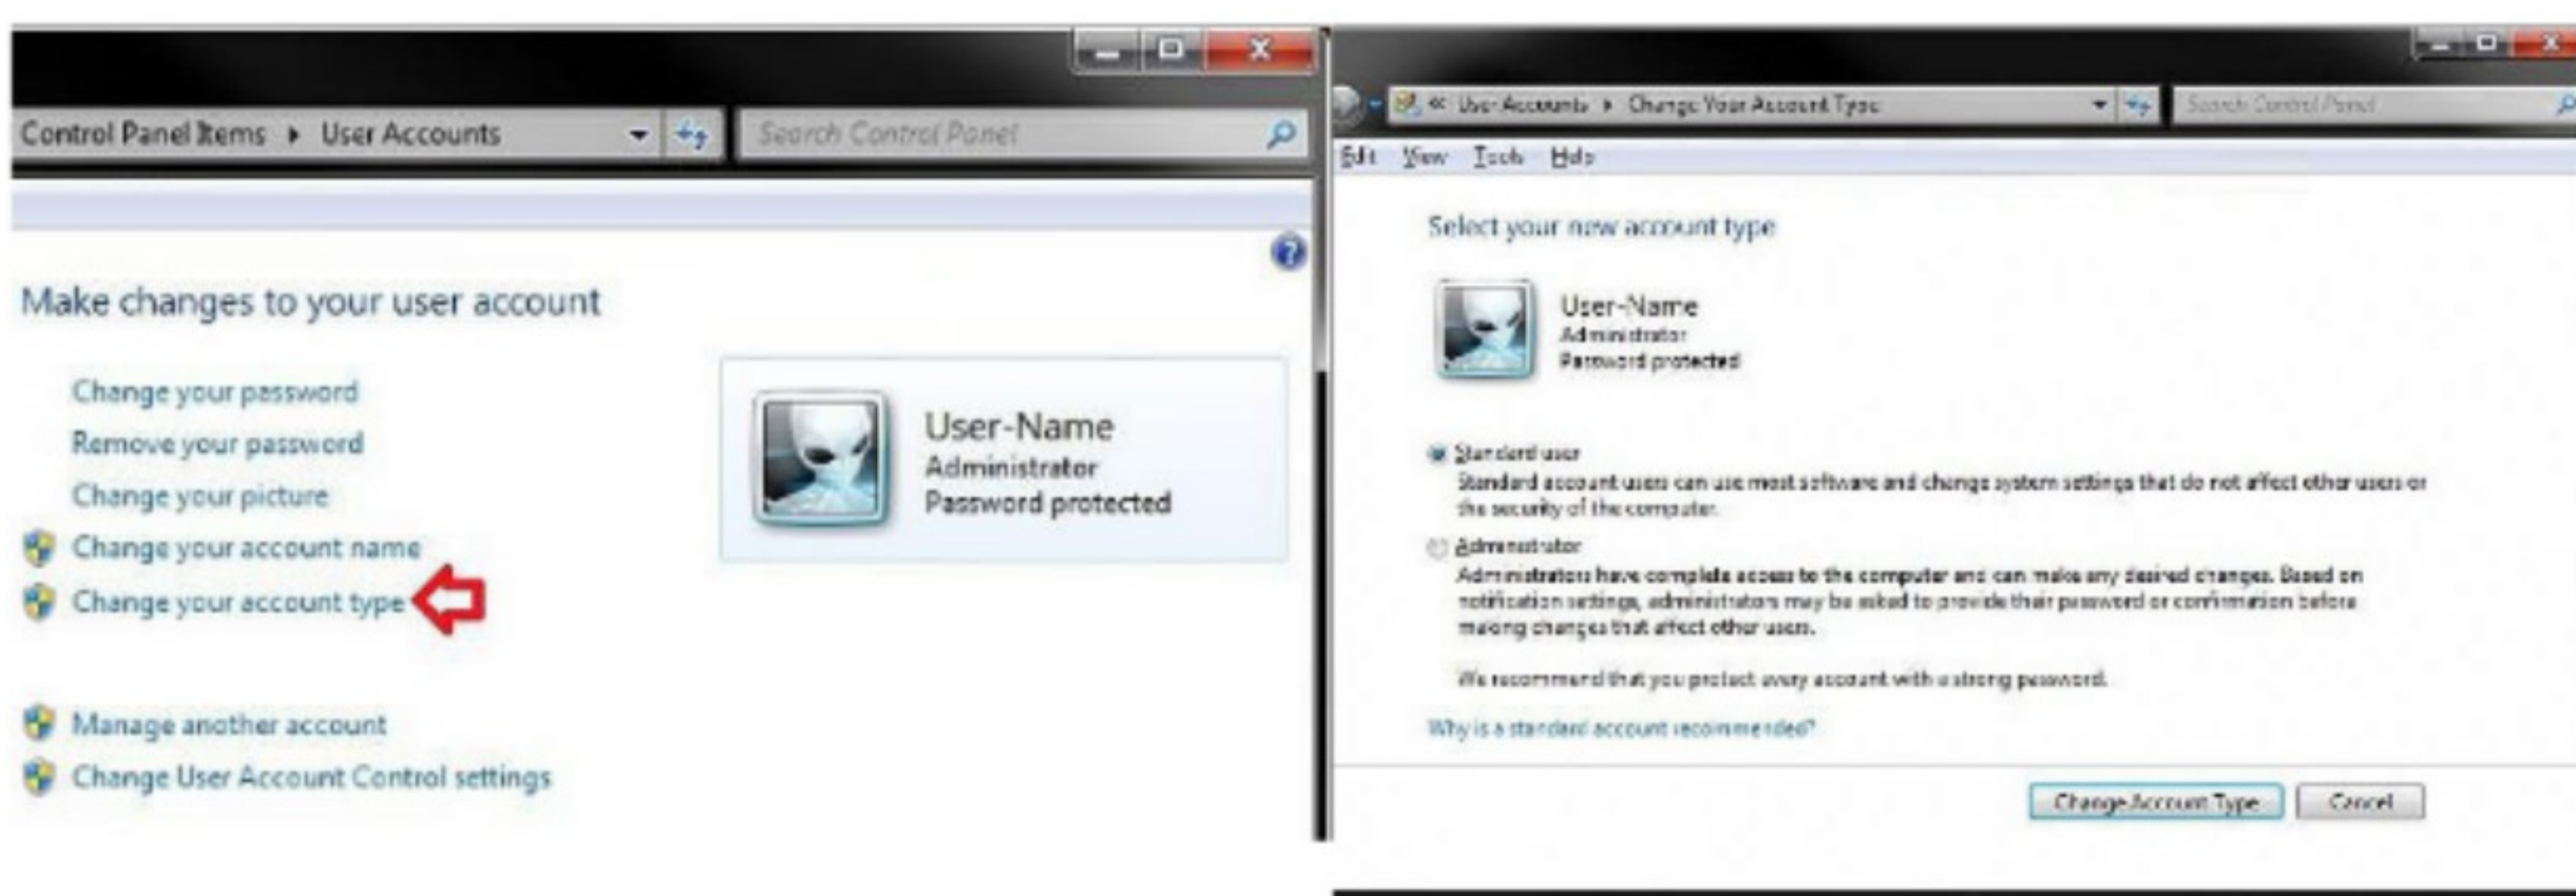 Control Panel Items ▸ User Accounts
Search Control Panel
Make changes to your user account
Change your password
Remove your password
Change your picture
Change your account name
Change your account type
Manage another account
Change User Account Control settings
User-Name
Administrator
Password protected
« User Accounts ▸ Change Your Account Type
Search Control Panel
Edit View Tools Help
Select your new account type
User-Name
Administrator
Password protected
Standard user
Standard account users can use most software and change system settings that do not affect other users or
the security of the computer.
Administrator
Administrators have complete access to the computer and can make any desired changes. Based on
notification settings, administrators may be asked to provide their password or confirmation before
making changes that affect other users.
We recommend that you protect every account with a strong password.
Why is a standard account recommended?
Change Account Type
Cancel